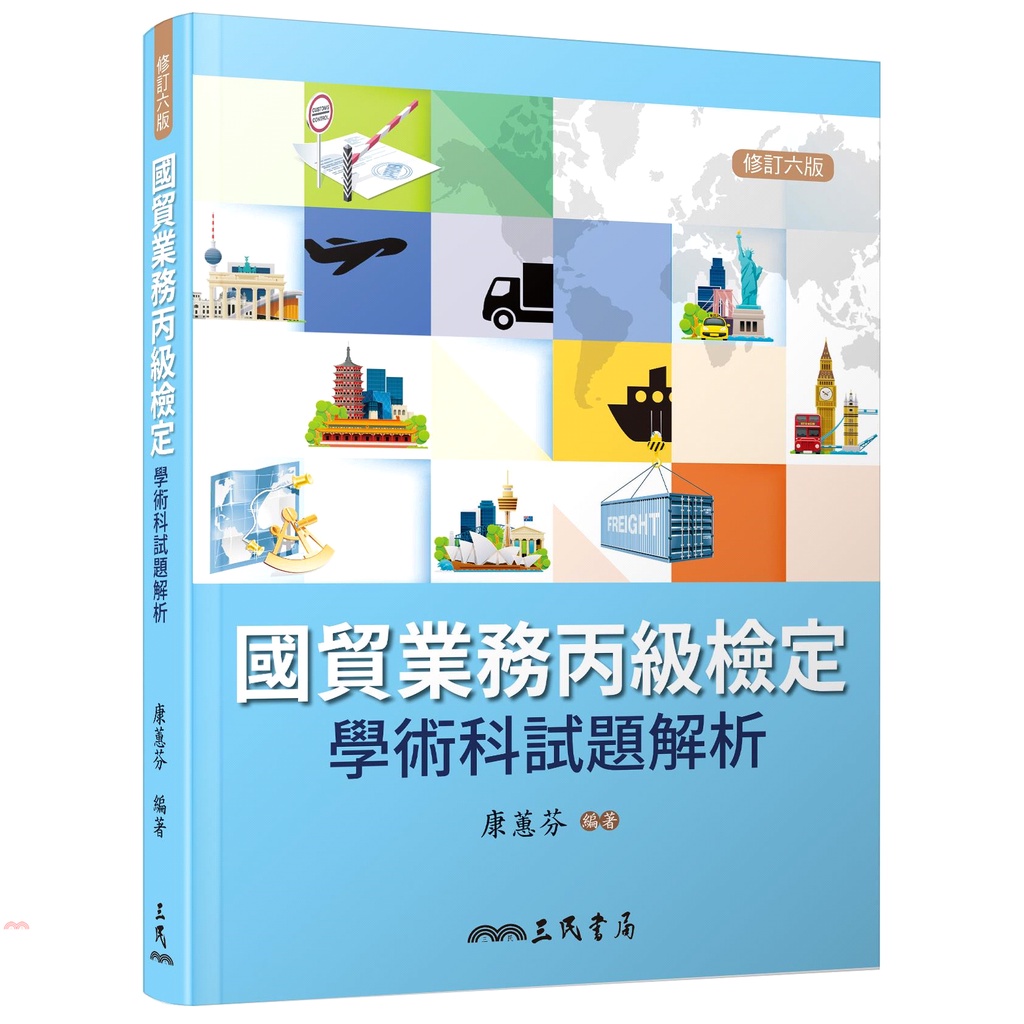 修訂六版
國貿業務丙級檢定
學術科試題解析
康蕙芬 編著
三民
CUSTOMS
CONTROL
修訂六版
FREIGHT
國貿業務丙級檢定
學術科試題解析
康蕙芬 編著
三民
三民書局